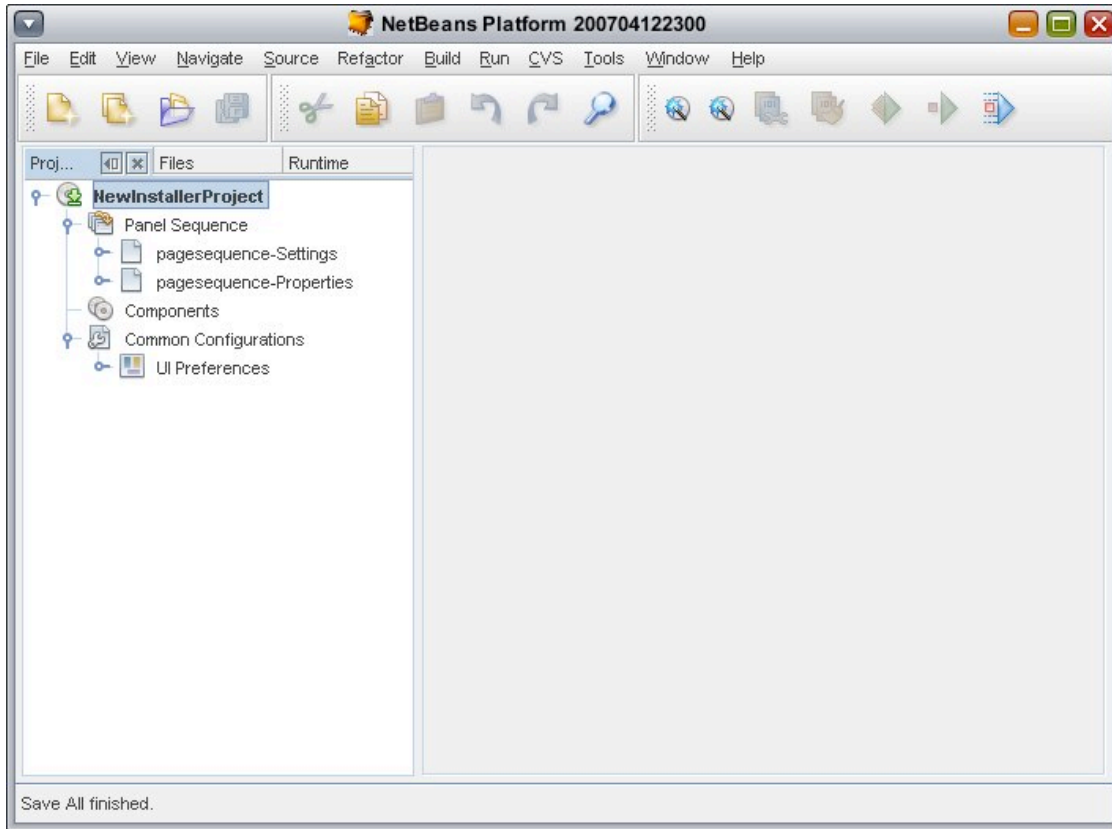 NetBeans Platform 200704122300
File Edit View Navigate Source Refactor Build Run CVS Tools Window Help
Proj... Files Runtime
NewInstallerProject
Panel Sequence
pagesequence-Settings
pagesequence-Properties
Components
Common Configurations
UI Preferences
Save All finished.